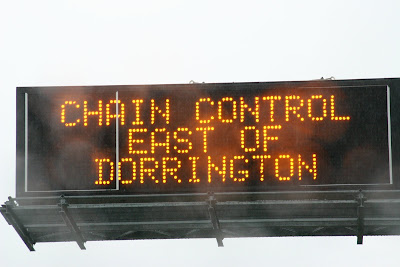 CHAIN CONTROL
EAST OF
DORRINGTON